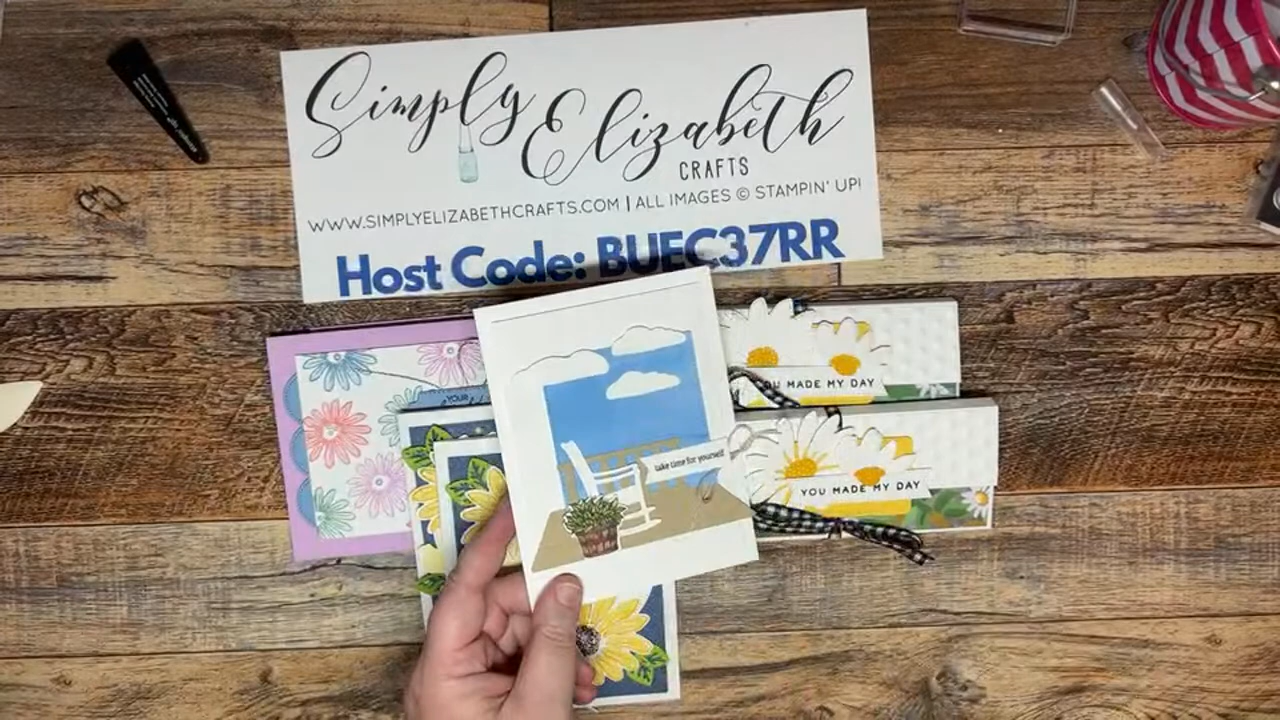 Simply Elizabeth
CRAFTS
WWW.SIMPLYELIZABETHCRAFTS.COM | ALL IMAGES © STAMPIN' UP!
Host Code: BUEC37RR
YOUR
YOU MADE MY DAY
take time for yourself
YOU MADE MY DAY